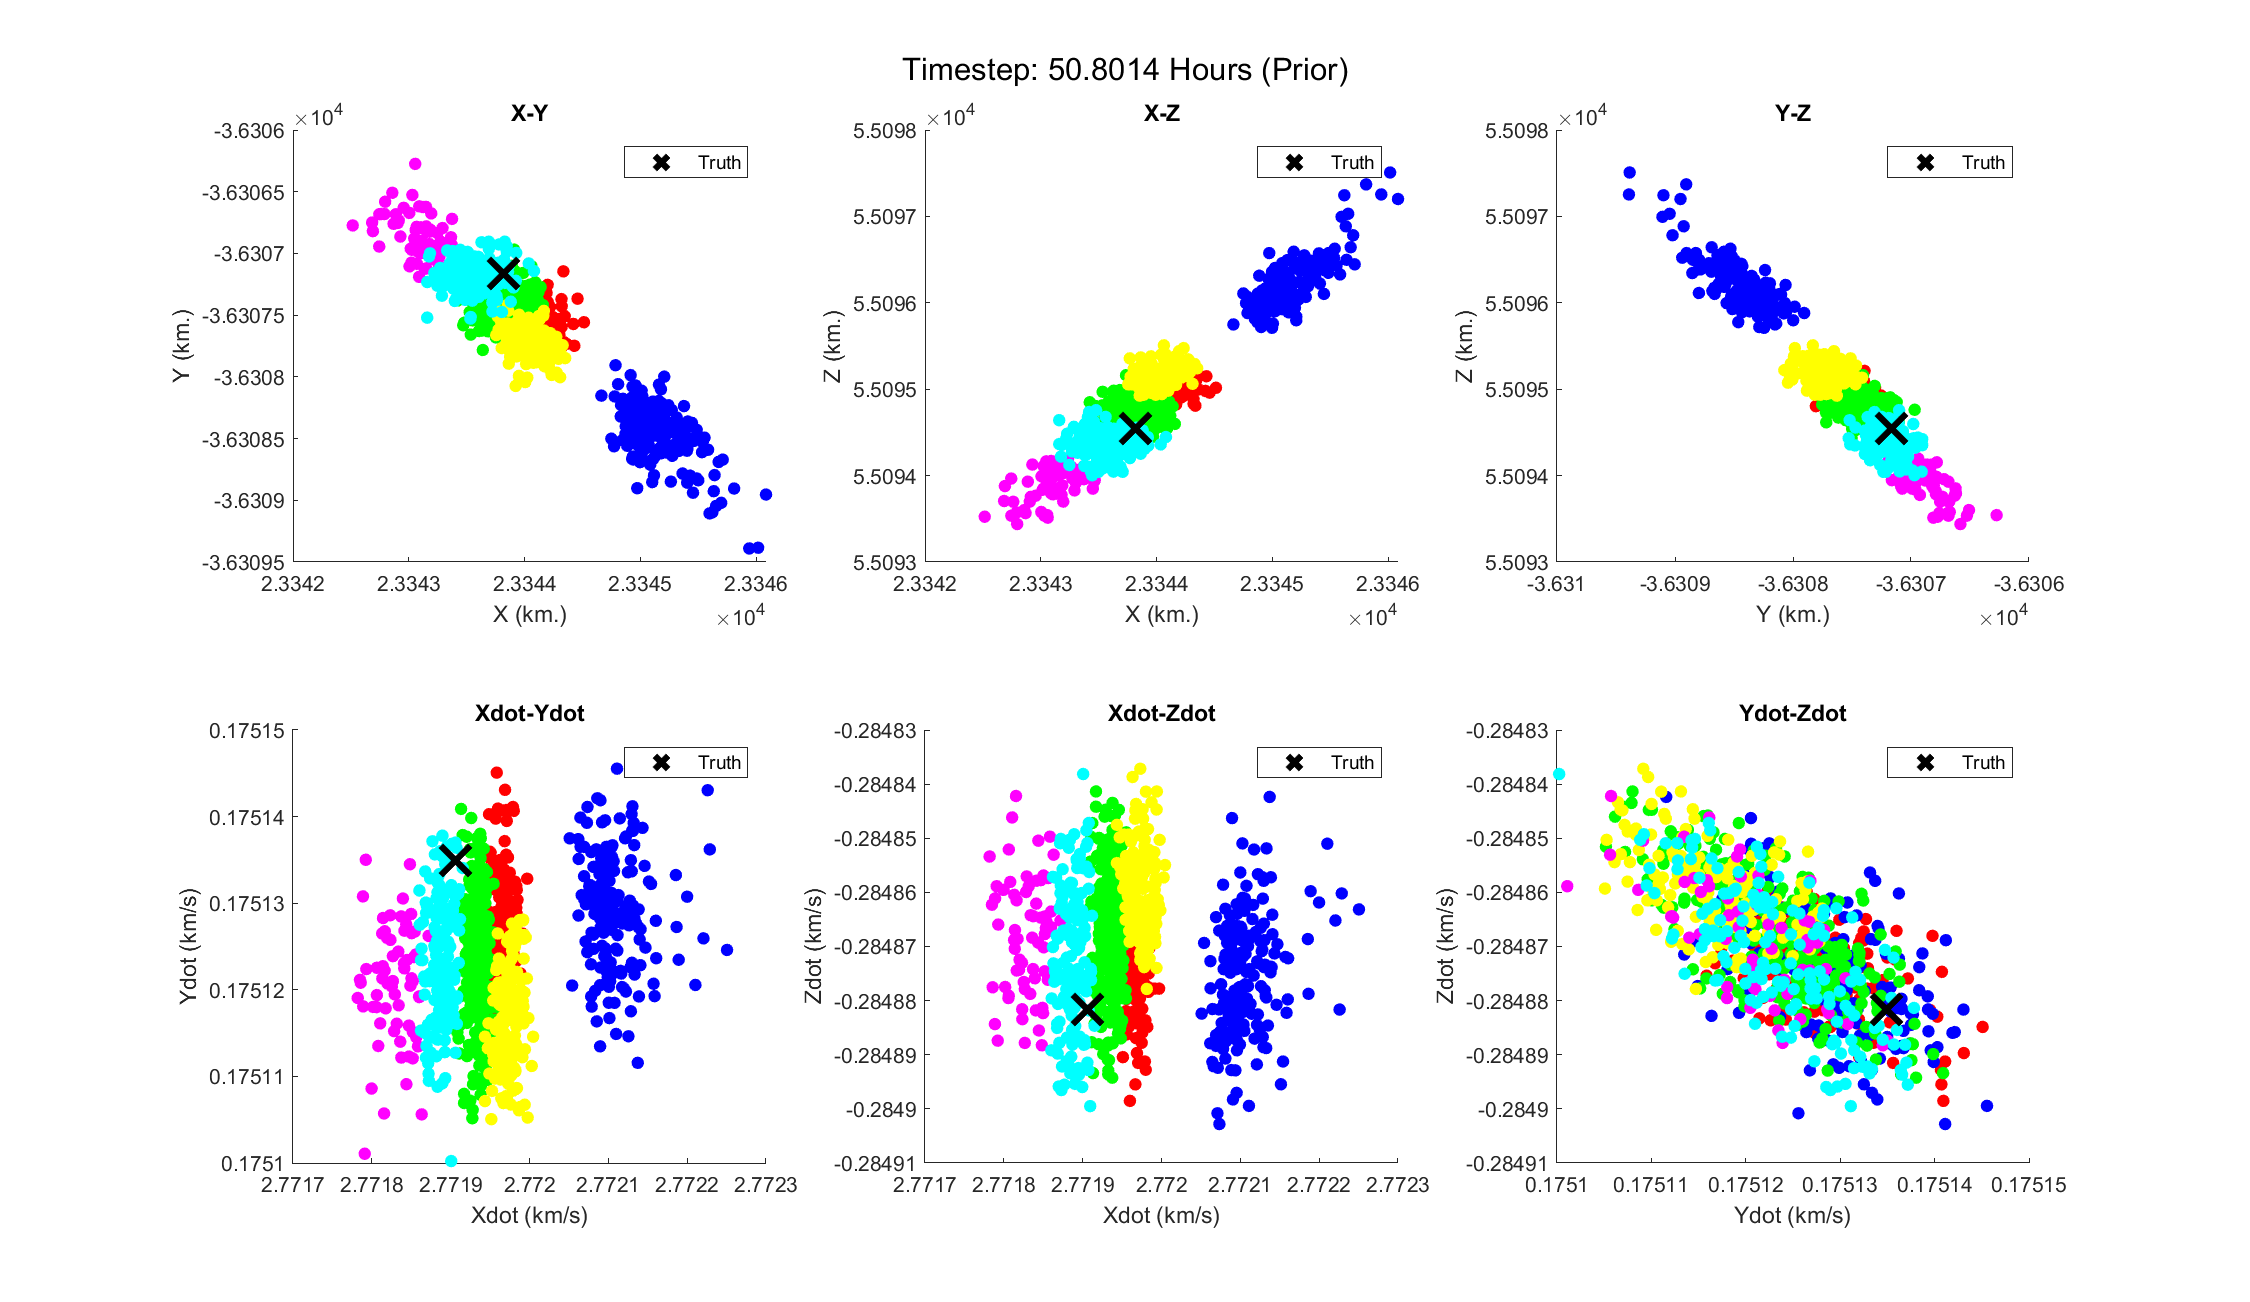 Timestep: 50.8014 Hours (Prior)
X-Y
×10^4
-3.6306
-3.63065
-3.6307
-3.63075
-3.6308
-3.63085
-3.6309
-3.63095
Y (km.)
2.3342 2.3343 2.3344 2.3345 2.3346
X (km.)
×10^4
Truth
X-Z
×10^4
5.5098
5.5097
5.5096
5.5095
5.5094
5.5093
Z (km.)
2.3342 2.3343 2.3344 2.3345 2.3346
X (km.)
×10^4
Truth
Y-Z
×10^4
5.5098
5.5097
5.5096
5.5095
5.5094
5.5093
Z (km.)
-3.631 -3.6309 -3.6308 -3.6307 -3.6306
Y (km.)
×10^4
Truth
Xdot-Ydot
0.17515
0.17514
0.17513
0.17512
0.17511
0.1751
Ydot (km/s)
2.7717 2.7718 2.7719 2.772 2.7721 2.7722 2.7723
Xdot (km/s)
Truth
Xdot-Zdot
-0.28483
-0.28484
-0.28485
-0.28486
-0.28487
-0.28488
-0.28489
-0.2849
-0.28491
Zdot (km/s)
2.7717 2.7718 2.7719 2.772 2.7721 2.7722 2.7723
Xdot (km/s)
Truth
Ydot-Zdot
-0.28483
-0.28484
-0.28485
-0.28486
-0.28487
-0.28488
-0.28489
-0.2849
-0.28491
Zdot (km/s)
0.1751 0.17511 0.17512 0.17513 0.17514 0.17515
Ydot (km/s)
Truth